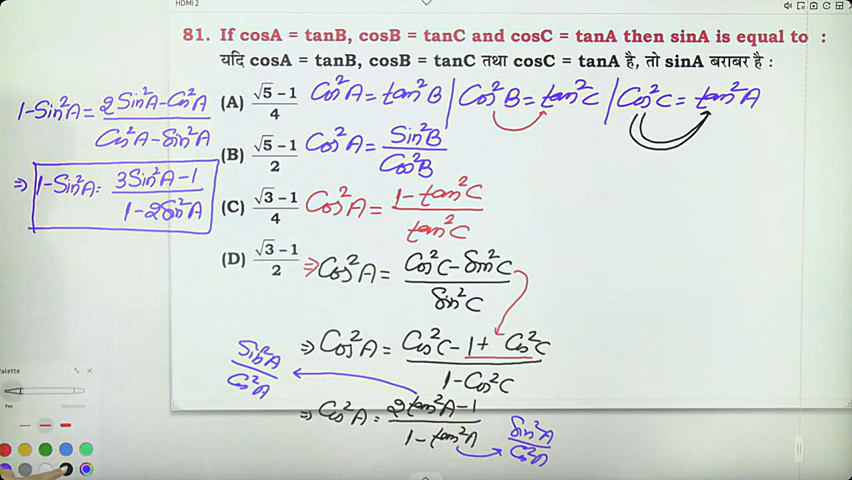 HDMI 2
81. If cosA = tanB, cosB = tanC and cosC = tanA then sinA is equal to :
यदि cosA = tanB, cosB = tanC तथा cosC = tanA है, तो sinA बराबर है :
(A) √5 - 1 / 4
(B) √5 - 1 / 2
(C) √3 - 1 / 4
(D) √3 - 1 / 2
Cos²A = tan²B | Cos²B = tan²C / Cos²C = tan²A
Cos²A = Sin²B / Cos²B
Cos²A = 1 - tan²C / tan²C
⇒ Cos²A = Cos²C - Sin²C / Sin²C
⇒ Cos²A = Cos²C - 1 + Cos²C / 1 - Cos²C
⇒ Cos²A = 2tan²A - 1 / 1 - tan²A
Sin²A / Cos²A
Sin²A / Cos²A
1 - Sin²A = 2Sin²A - Cos²A / Cos²A - Sin²A
⇒ 1 - Sin²A = 3Sin²A - 1 / 1 - 2Sin²A
Palette
Pen